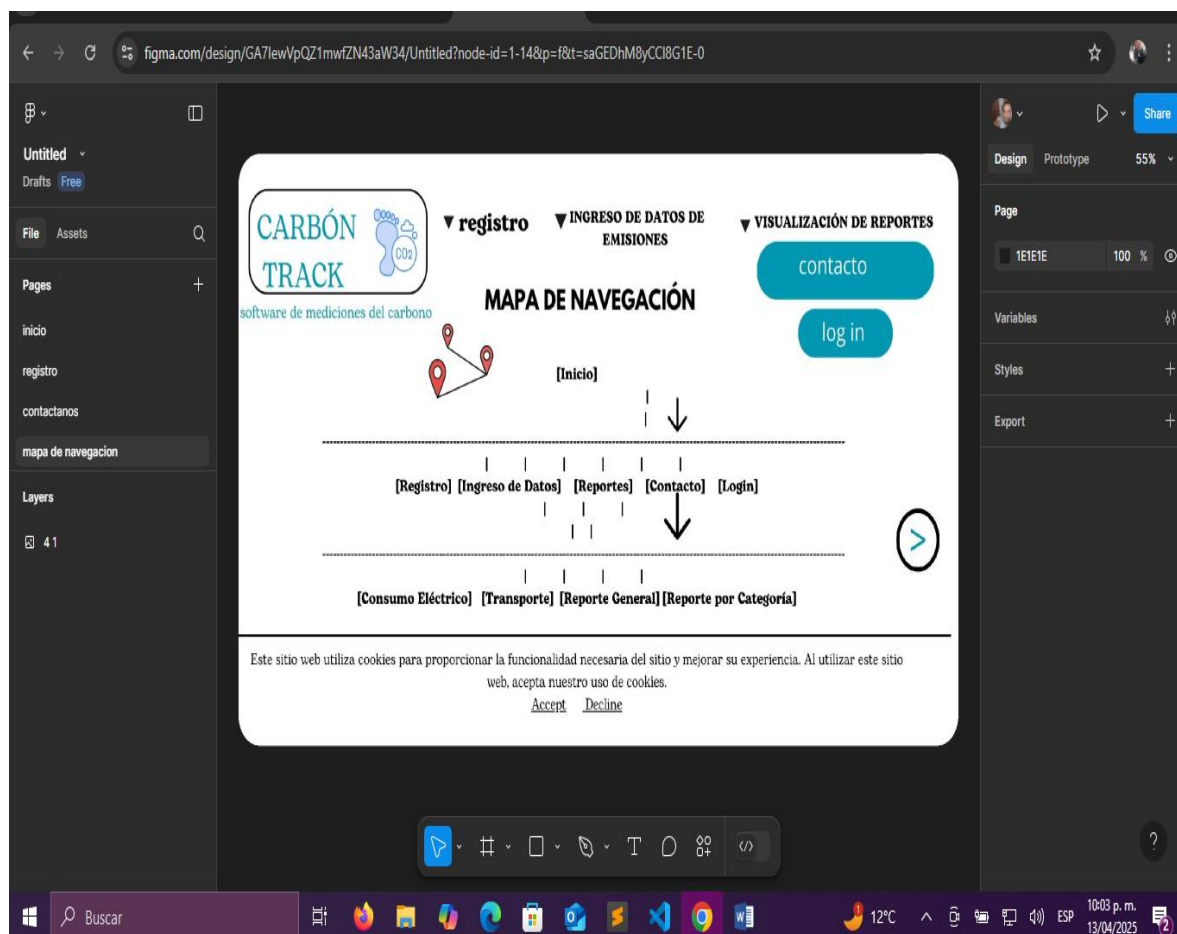 figma.com/design/GA7lewVpQZ1mwfZN43aW34/Untitled?node-id=1-14&p=f&t=saGEDhM8yCCl8G1E-0
Untitled
Drafts Free
File Assets
Pages
inicio
registro
contactanos
mapa de navegacion
Layers
4 1
CARBÓN
TRACK
CO2
software de mediciones del carbono
registro
INGRESO DE DATOS DE
EMISIONES
VISUALIZACIÓN DE REPORTES
contacto
log in
MAPA DE NAVEGACIÓN
[Inicio]
[Registro] [Ingreso de Datos] [Reportes] [Contacto] [Login]
[Consumo Eléctrico] [Transporte] [Reporte General] [Reporte por Categoría]
Este sitio web utiliza cookies para proporcionar la funcionalidad necesaria del sitio y mejorar su experiencia. Al utilizar este sitio
web, acepta nuestro uso de cookies.
Accept Decline
Share
Design Prototype 55%
Page
1E1E1E 100 %
Variables
Styles
Export
?
Buscar
12°C
ESP
10:03 p. m.
13/04/2025
2